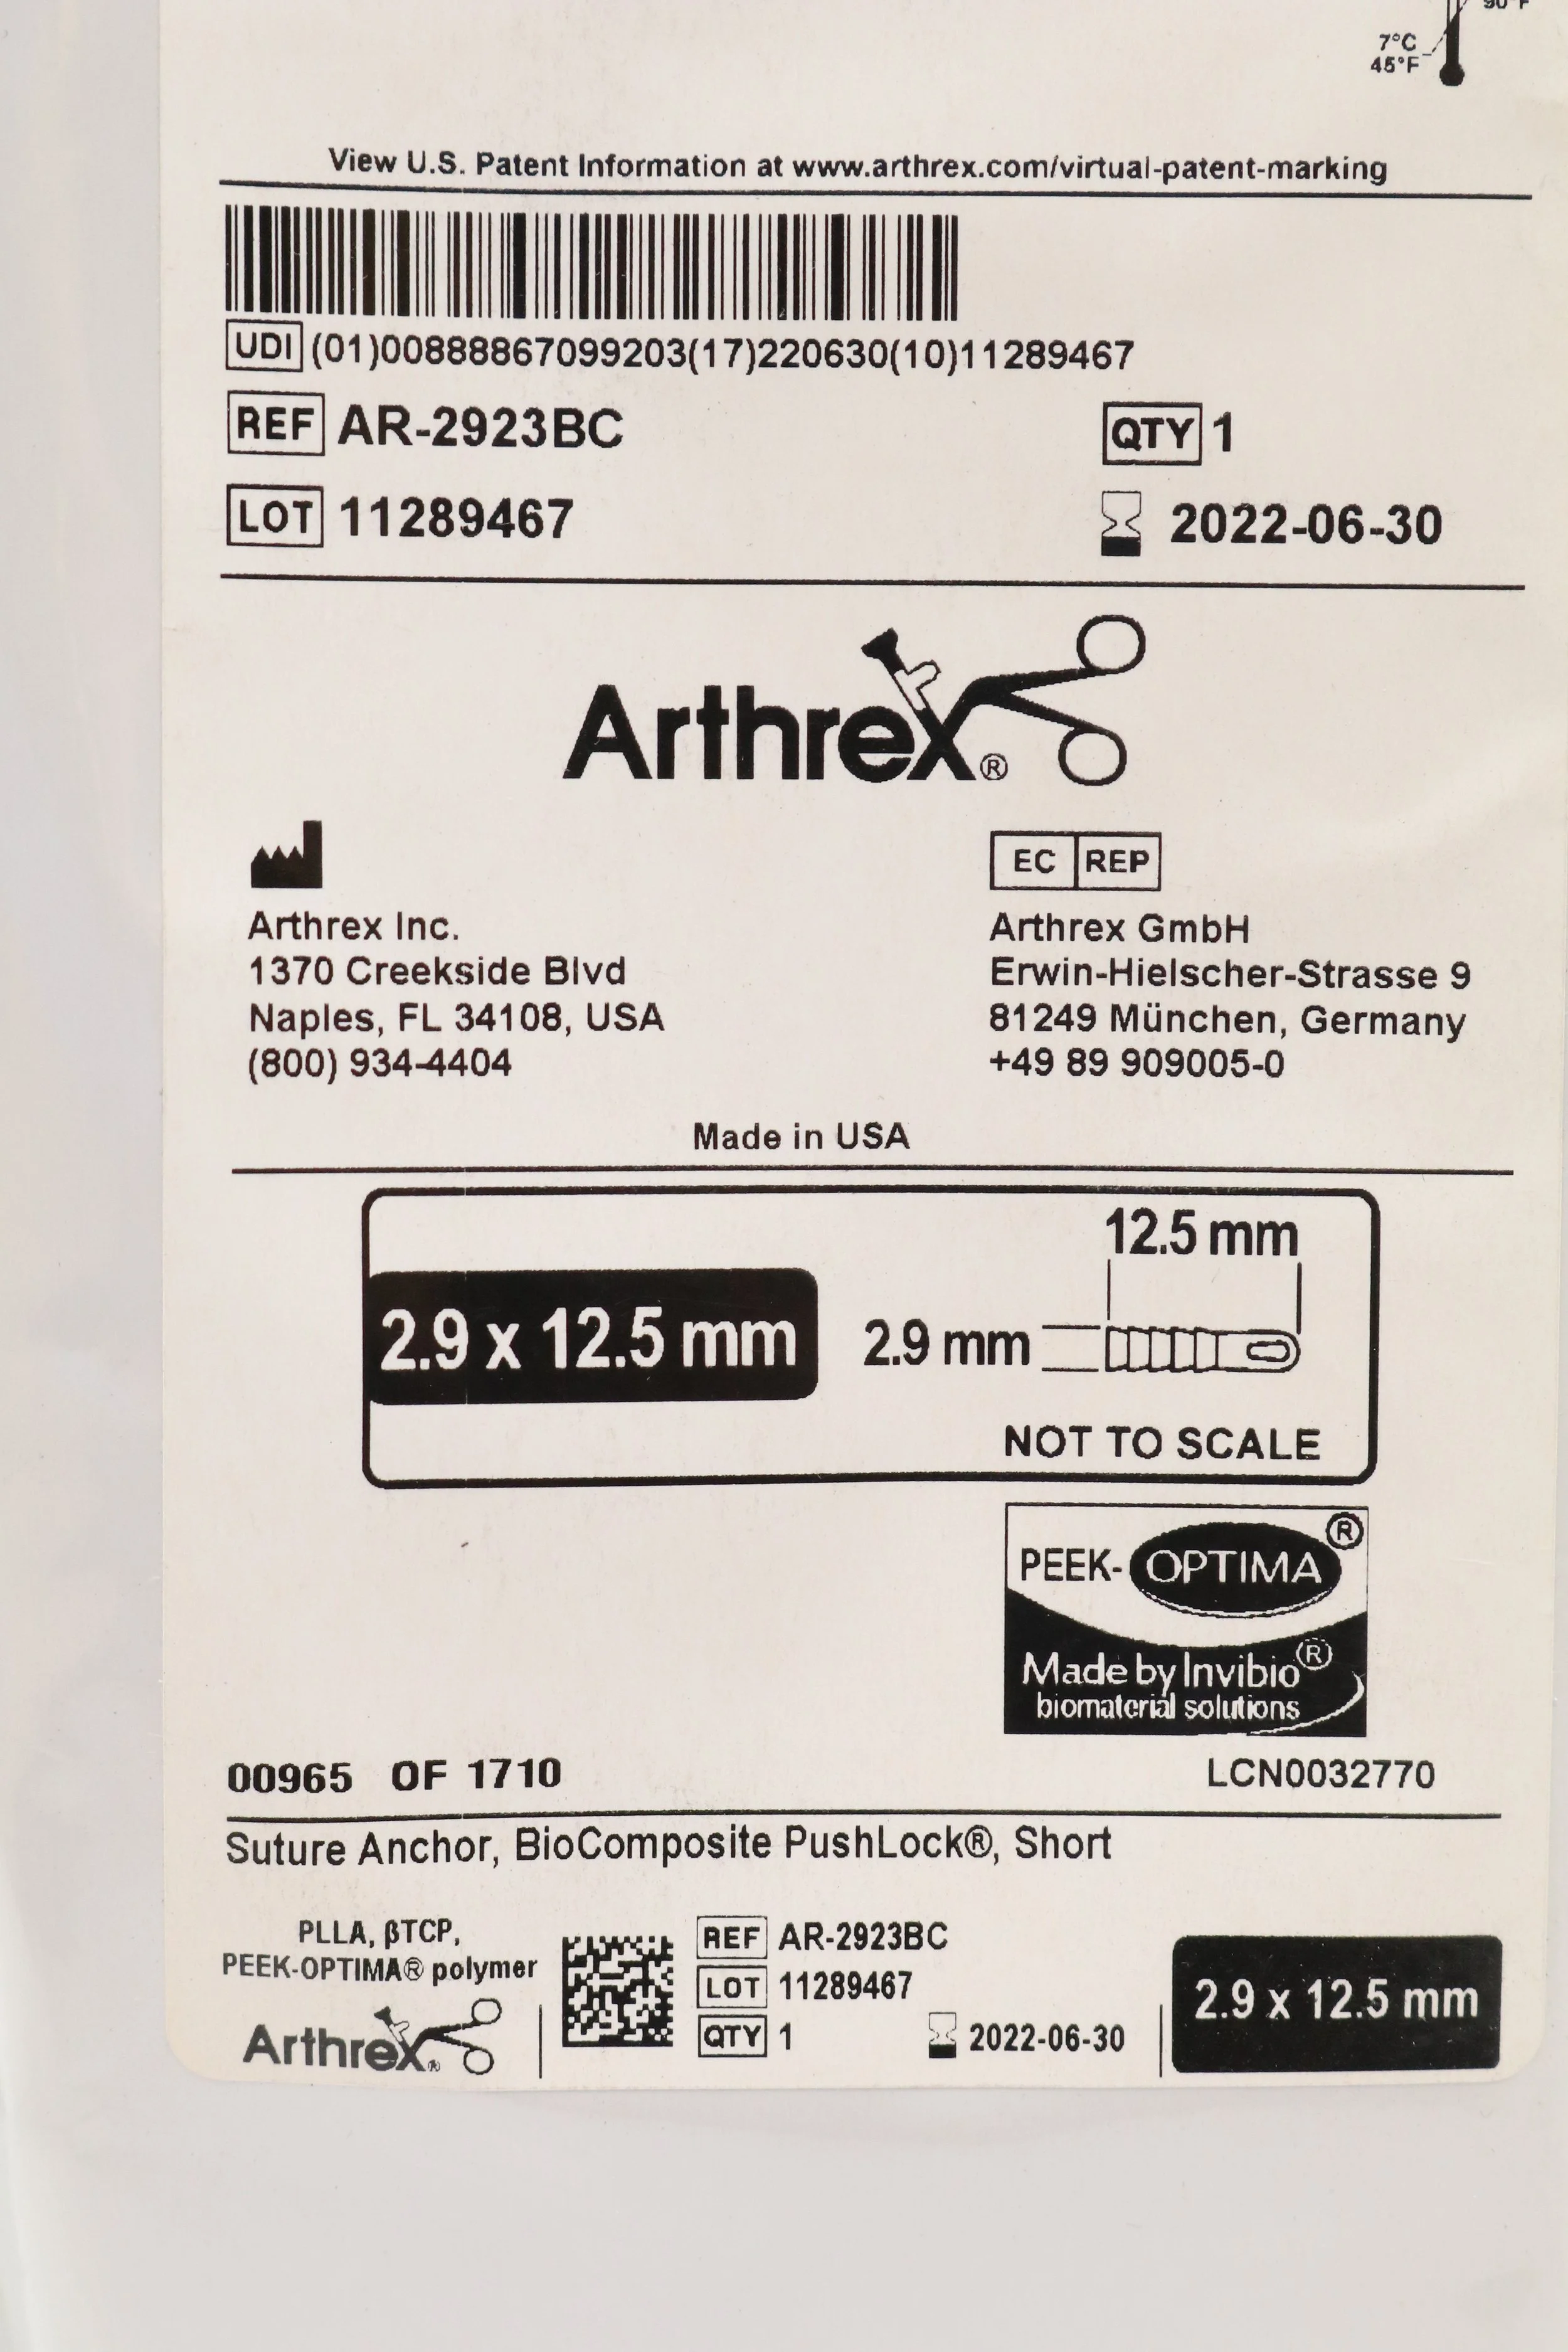 90°F
7°C
45°F
View U.S. Patent Information at www.arthrex.com/virtual-patent-marking
UDI (01)00888867099203(17)220630(10)11289467
REF AR-2923BC
QTY 1
LOT 11289467
2022-06-30
Arthrex®
Arthrex Inc.
1370 Creekside Blvd
Naples, FL 34108, USA
(800) 934-4404
EC REP
Arthrex GmbH
Erwin-Hielscher-Strasse 9
81249 München, Germany
+49 89 909005-0
Made in USA
12.5 mm
2.9 x 12.5 mm
2.9 mm
NOT TO SCALE
PEEK-OPTIMA®
Made by Invibio®
biomaterial solutions
00965 OF 1710
LCN0032770
Suture Anchor, BioComposite PushLock®, Short
PLLA, βTCP,
PEEK-OPTIMA® polymer
Arthrex®
REF AR-2923BC
LOT 11289467
QTY 1
2022-06-30
2.9 x 12.5 mm